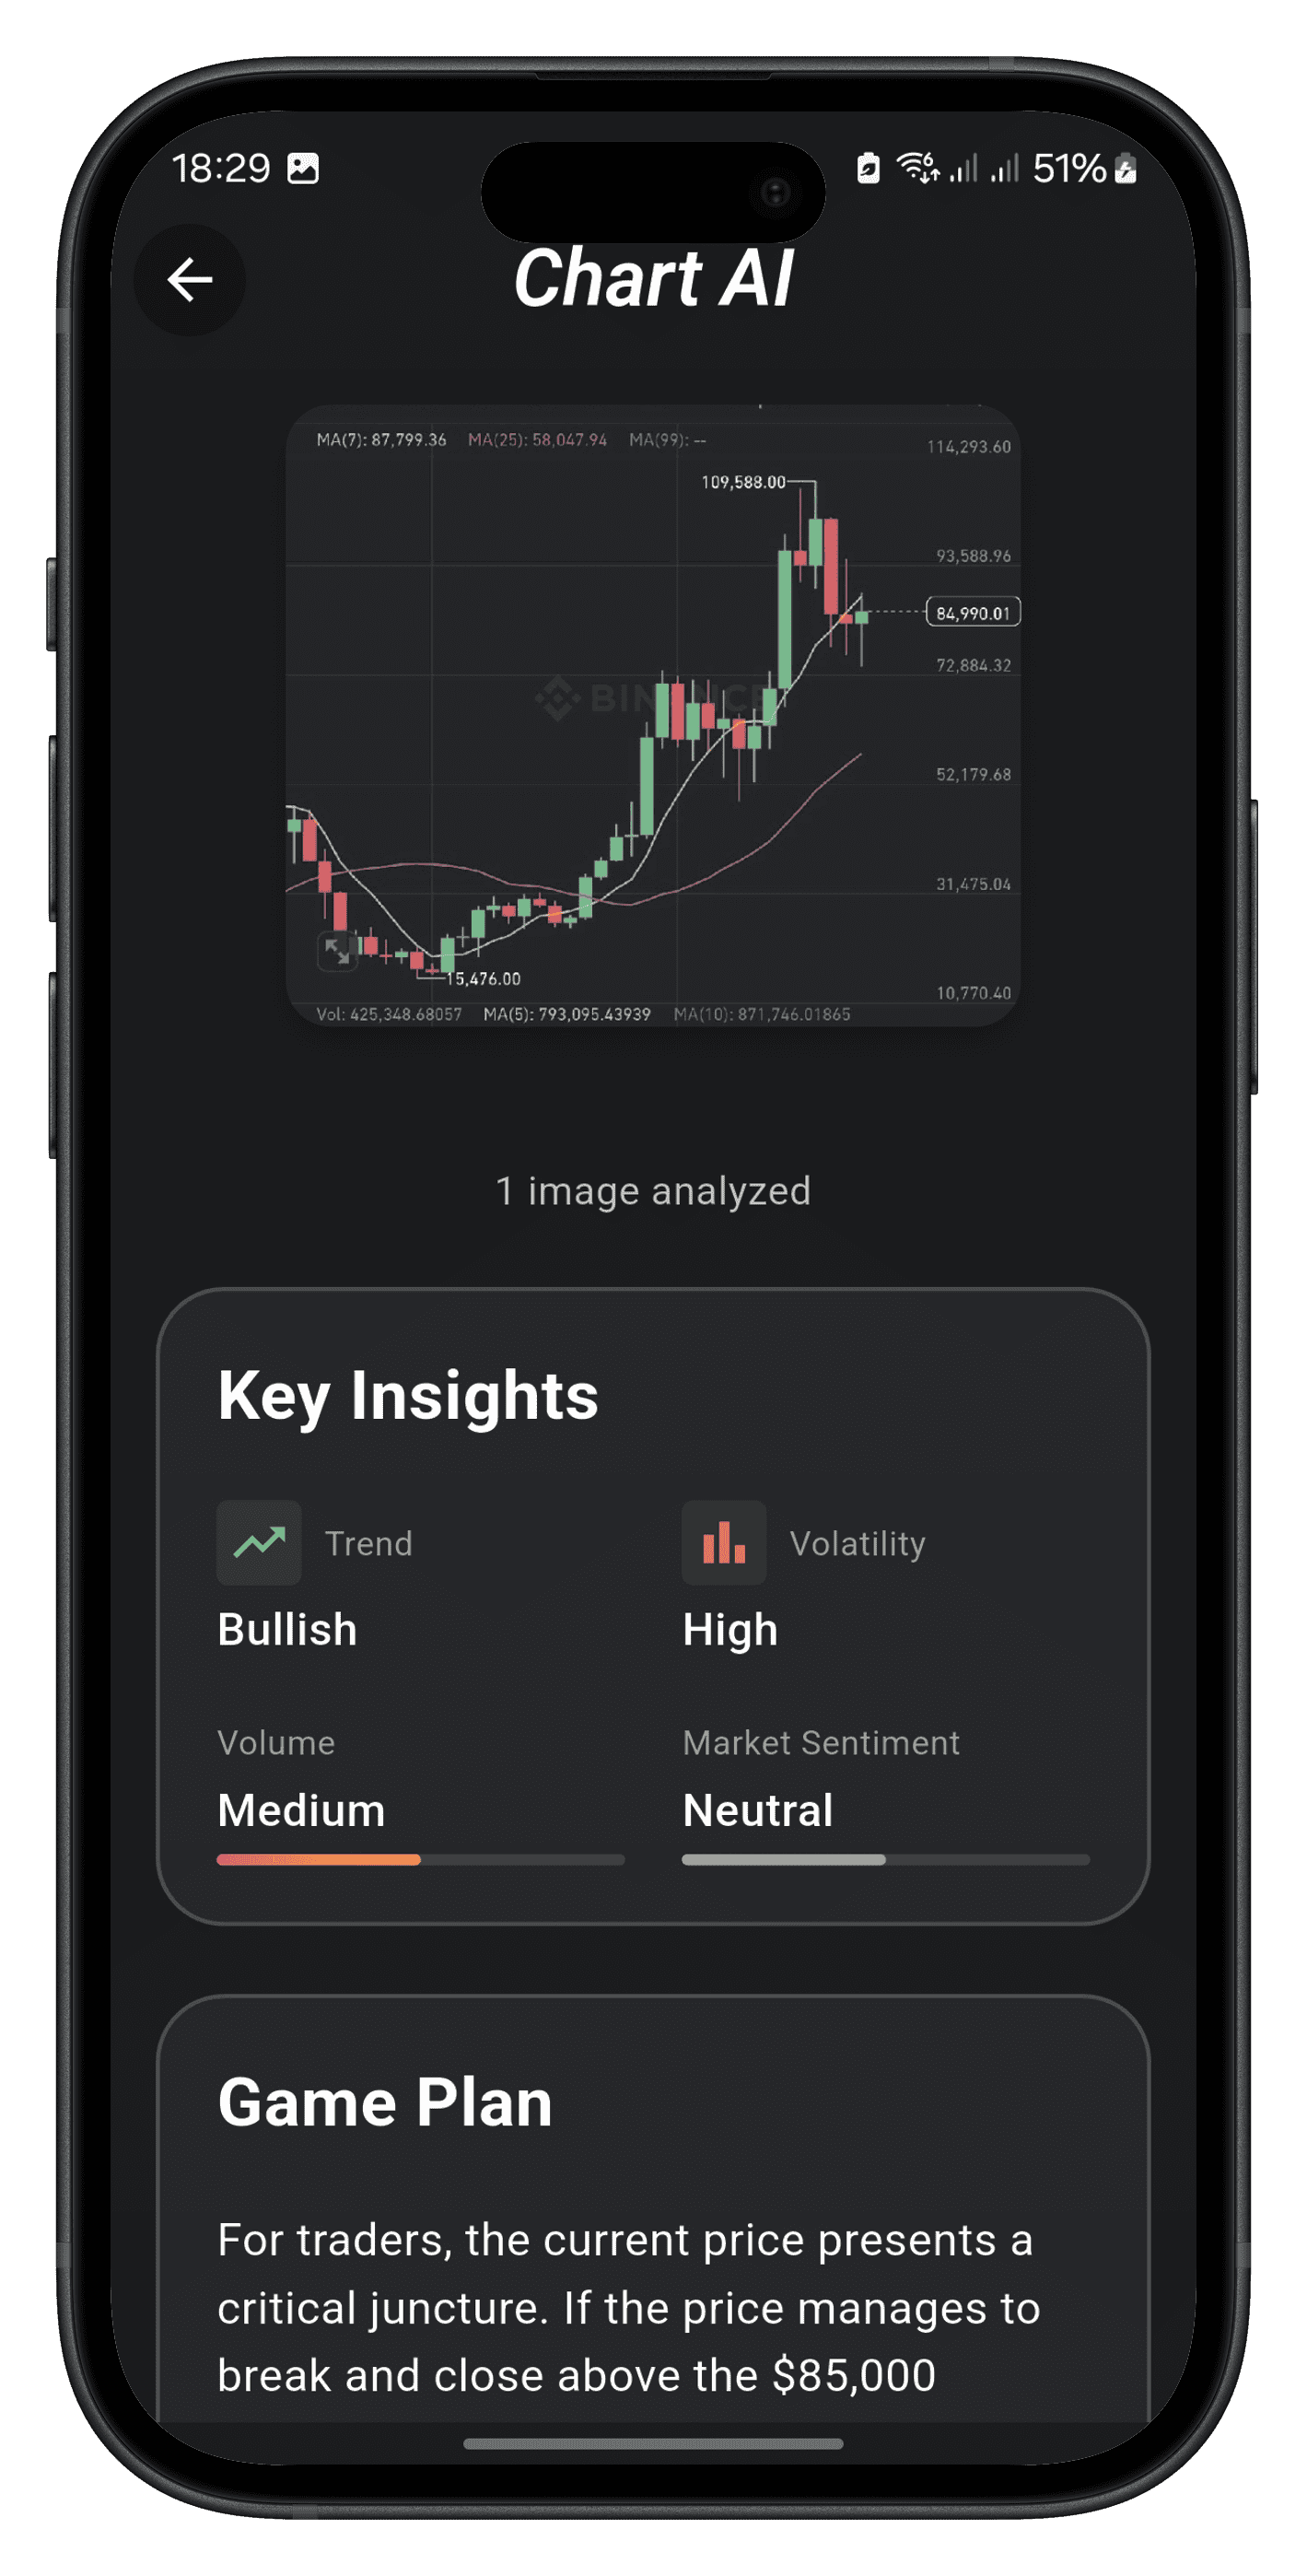 18:29 51%
Chart AI
MA(7): 87,799.36 MA(25): 58,047.94 MA(99): --
114,293.60
109,588.00
93,588.96
84,990.01
72,884.32
BINANCE
52,179.68
31,475.04
15,476.00
10,770.40
Vol: 425,348.68057 MA(5): 793,095.43939 MA(10): 871,746.01865
1 image analyzed
Key Insights
Trend Volatility
Bullish High
Volume Market Sentiment
Medium Neutral
Game Plan
For traders, the current price presents a
critical juncture. If the price manages to
break and close above the $85,000